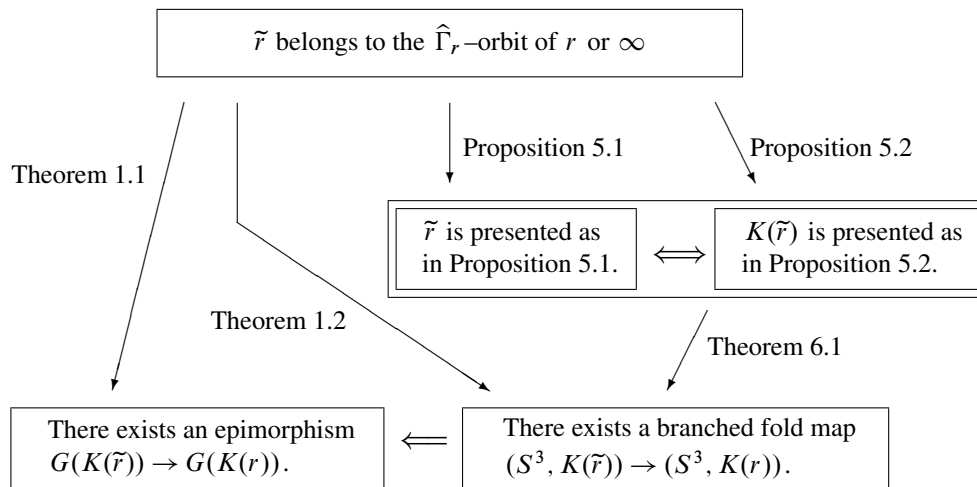 r̃ belongs to the Γ̂ᵣ–orbit of r or ∞
Proposition 5.1
Proposition 5.2
Theorem 1.1
r̃ is presented as
in Proposition 5.1.
⟺
K(r̃) is presented as
in Proposition 5.2.
Theorem 1.2
Theorem 6.1
There exists an epimorphism
G(K(r̃)) → G(K(r)).
⟸
There exists a branched fold map
(S³, K(r̃)) → (S³, K(r)).